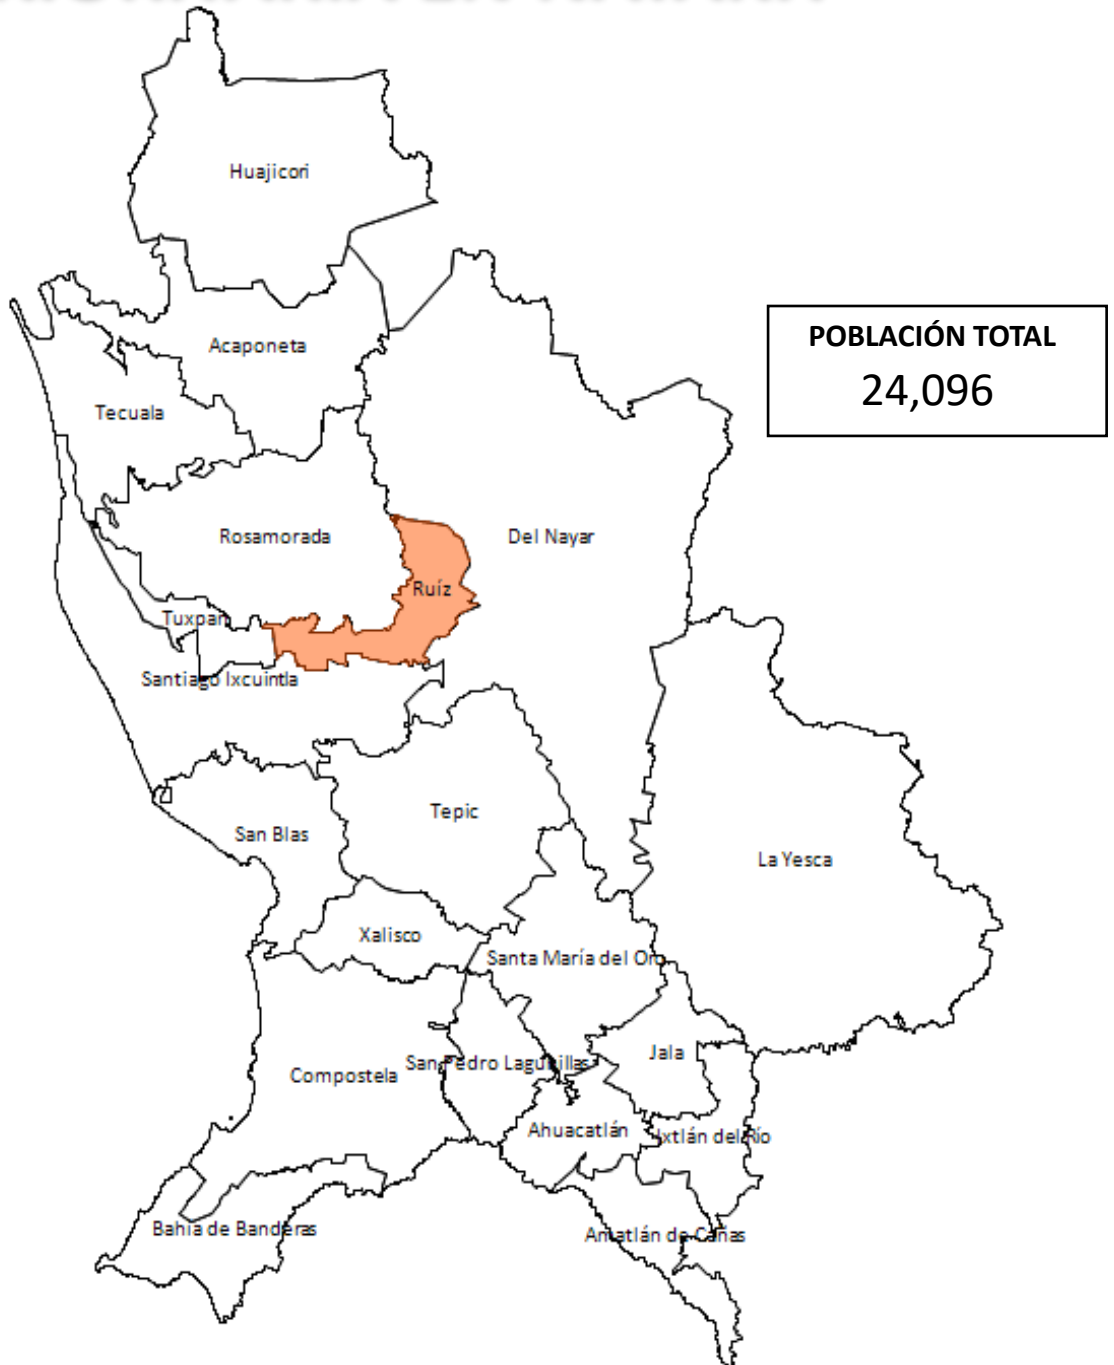 Huajicori
POBLACIÓN TOTAL
24,096
Acaponeta
Tecuala
Rosamorada
Del Nayar
Ruíz
Tuxpan
Santiago Ixcuintla
Tepic
San Blas
La Yesca
Xalisco
Santa María del Oro
Jala
San Pedro Lagunillas
Compostela
Ahuacatlán
Ixtlán del Río
Bahía de Banderas
Amatlán de Cañas